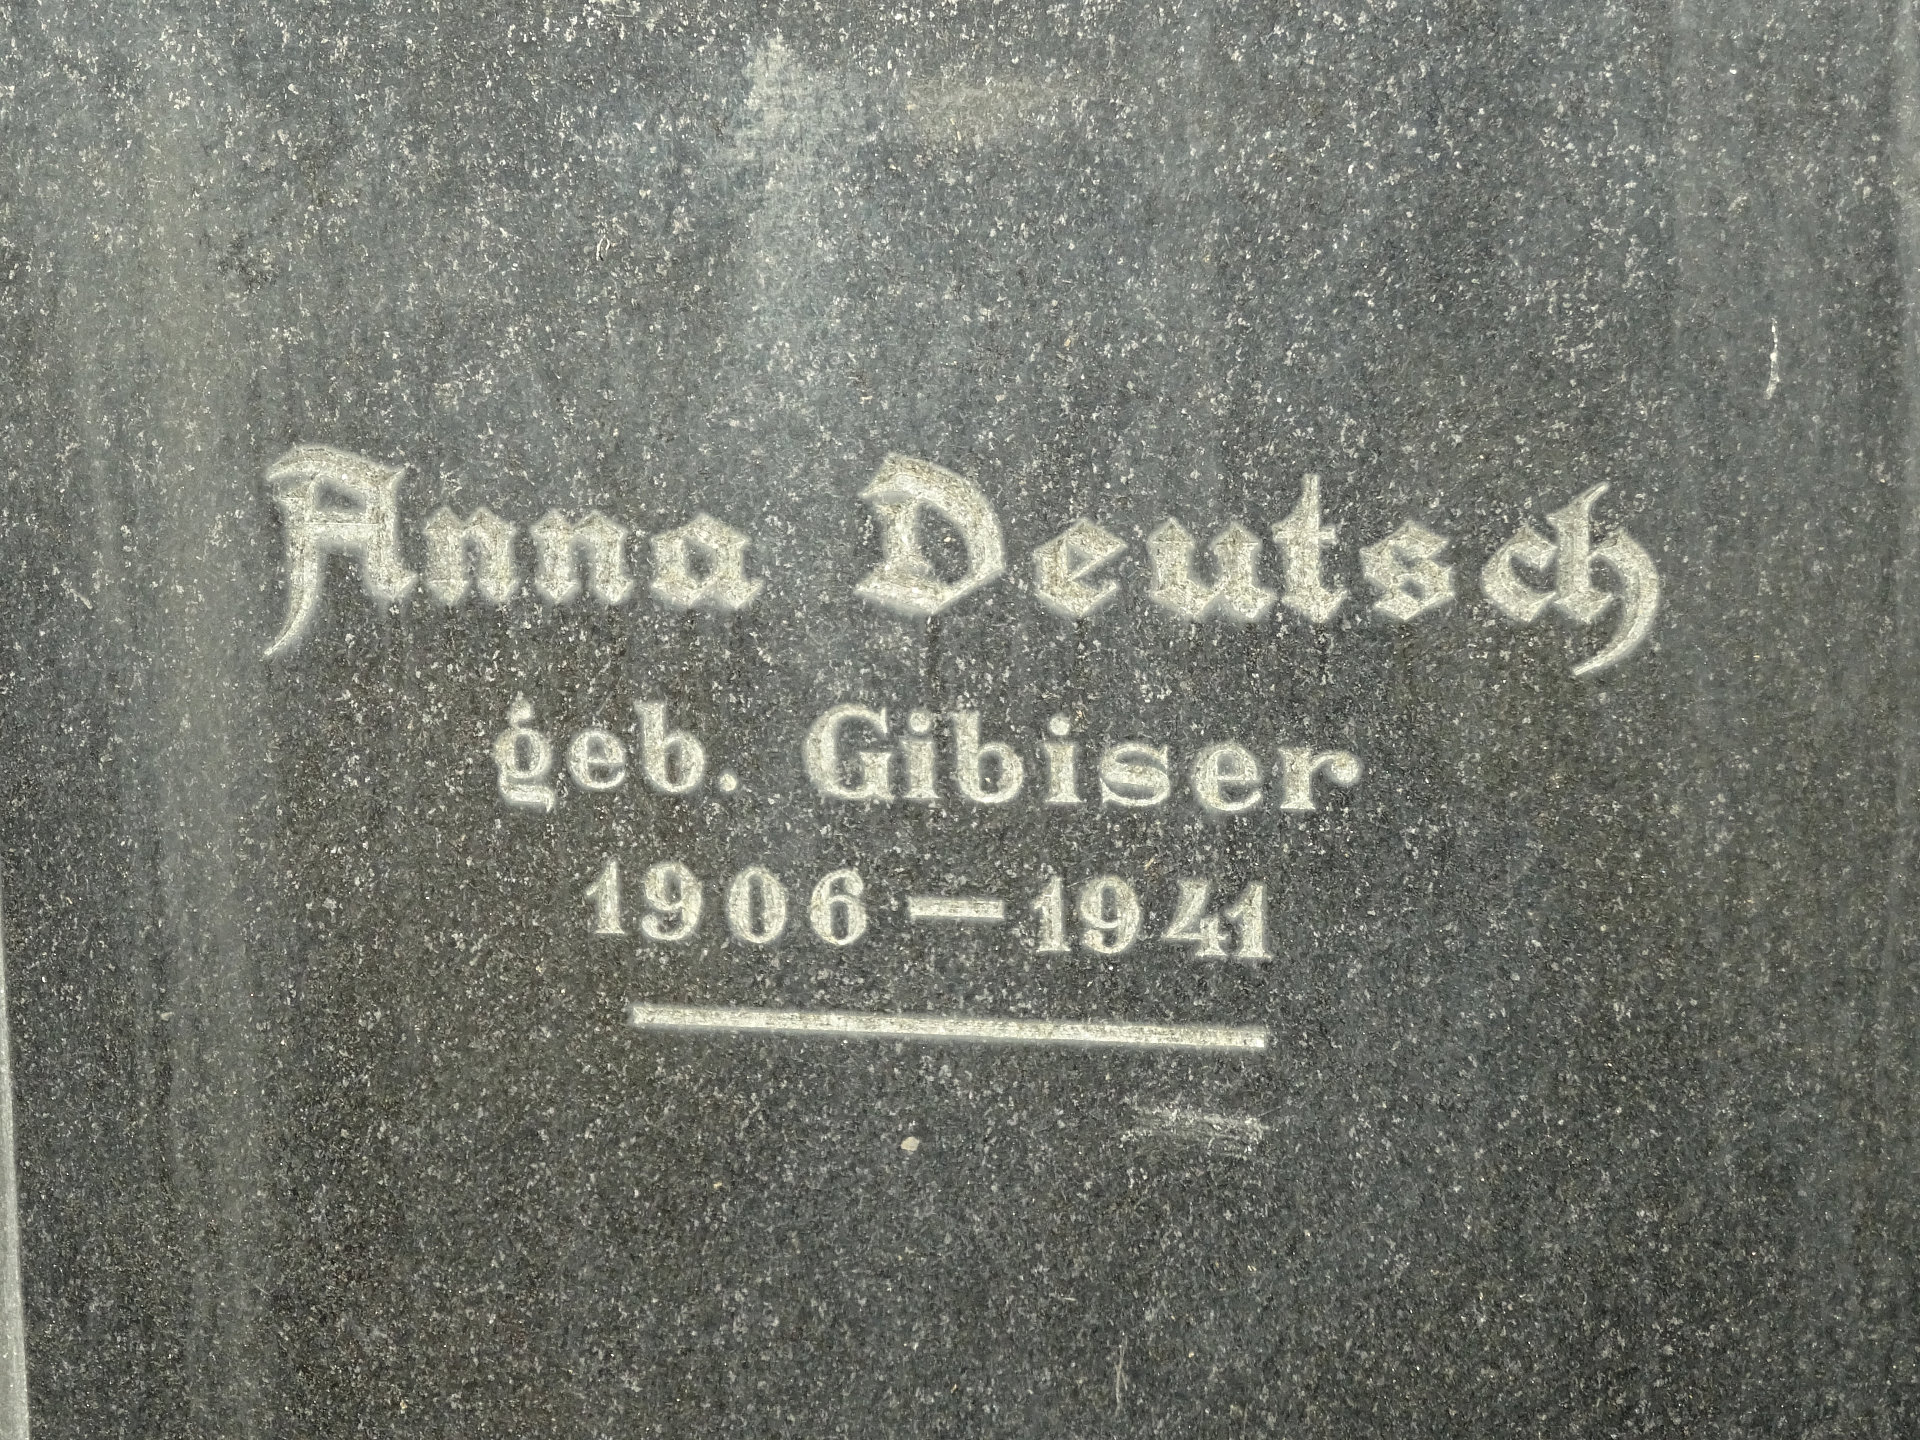 Anna Deutsch
geb. Gibiser
1906 — 1941